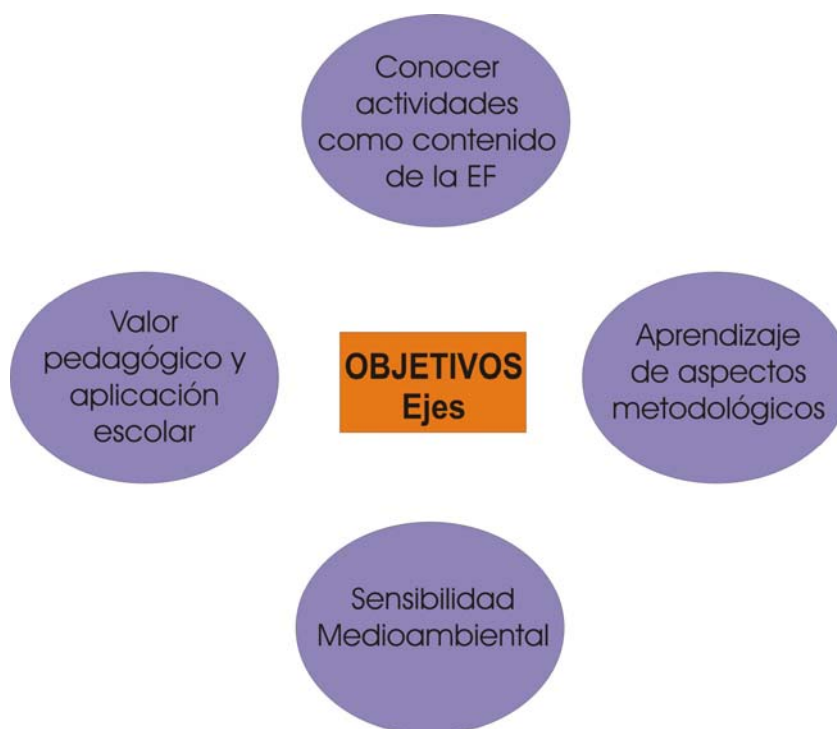 Conocer
actividades
como contenido
de la EF
Valor
pedagógico y
aplicación
escolar
OBJETIVOS
Ejes
Aprendizaje
de aspectos
metodológicos
Sensibilidad
Medioambiental